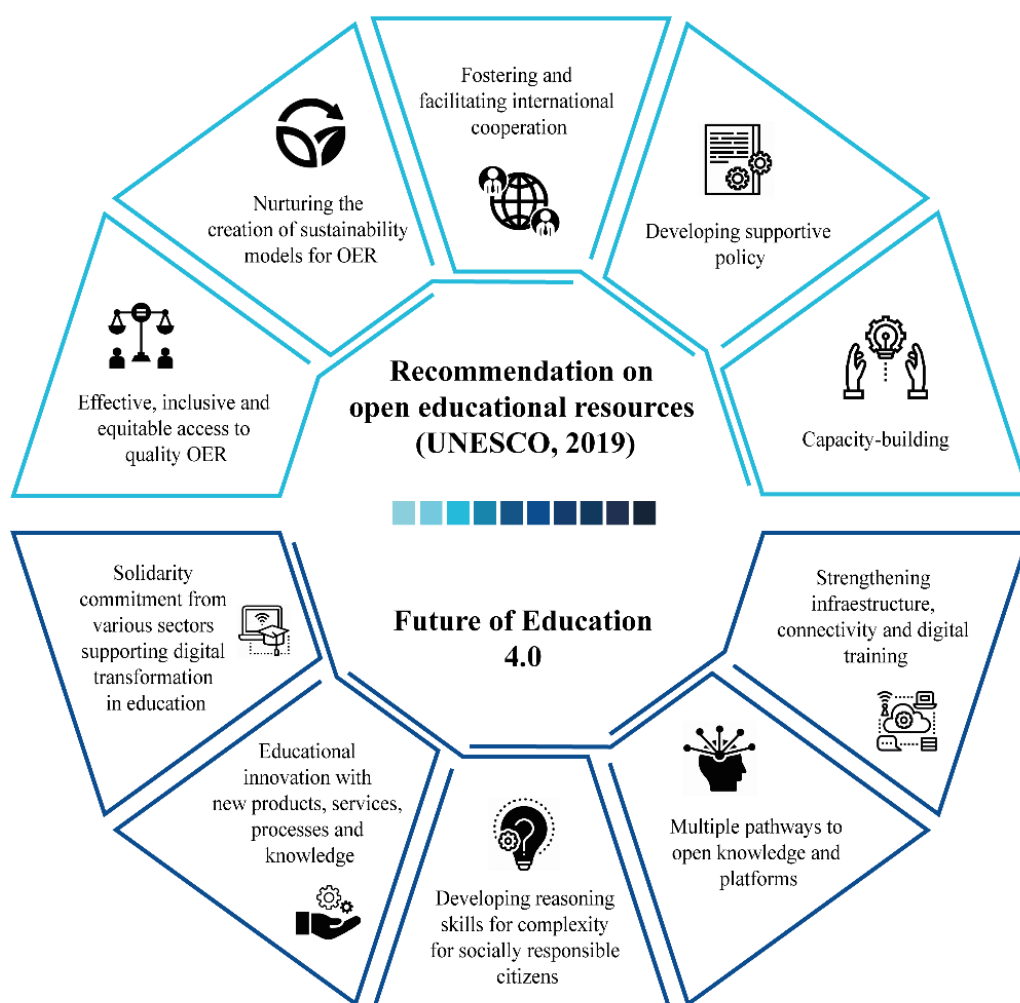 Fostering and
facilitating international
cooperation
Nurturing the
creation of sustainability
models for OER
Developing supportive
policy
Effective, inclusive and
equitable access to
quality OER
Capacity-building
Recommendation on
open educational resources
(UNESCO, 2019)
Future of Education
4.0
Solidarity
commitment from
various sectors
supporting digital
transformation
in education
Strengthening
infraestructure,
connectivity and digital
training
Educational
innovation with
new products, services,
processes and
knowledge
Multiple pathways to
open knowledge and
platforms
Developing reasoning
skills for complexity
for socially responsible
citizens